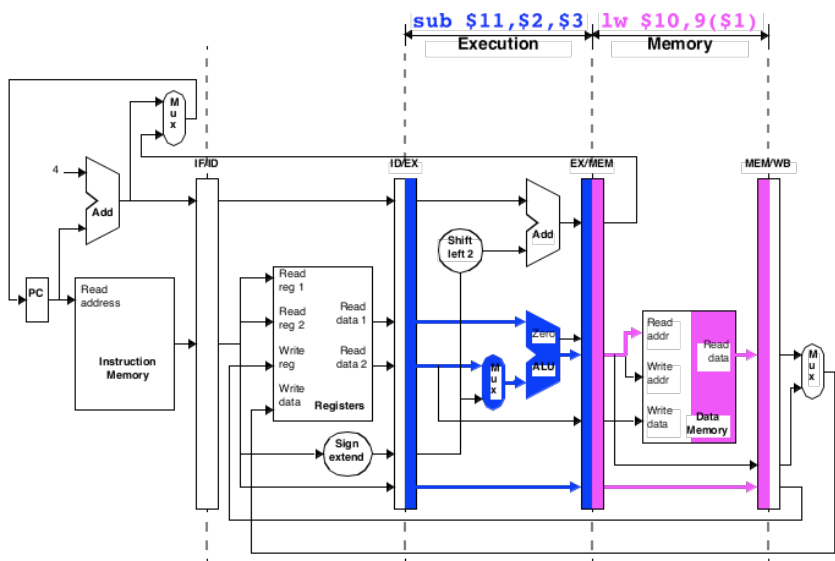 sub $11,$2,$3
lw $10,9($1)
Execution
Memory
M
u
x
IF/ID
ID/EX
EX/MEM
MEM/WB
4
Add
Add
Shift
left 2
PC
Read
address
Instruction
Memory
Read
reg 1
Read
reg 2
Write
reg
Write
data
Read
data 1
Read
data 2
Registers
Sign
extend
M
u
x
Zero
ALU
Read
addr
Write
addr
Write
data
Read
data
Data
Memory
M
u
x